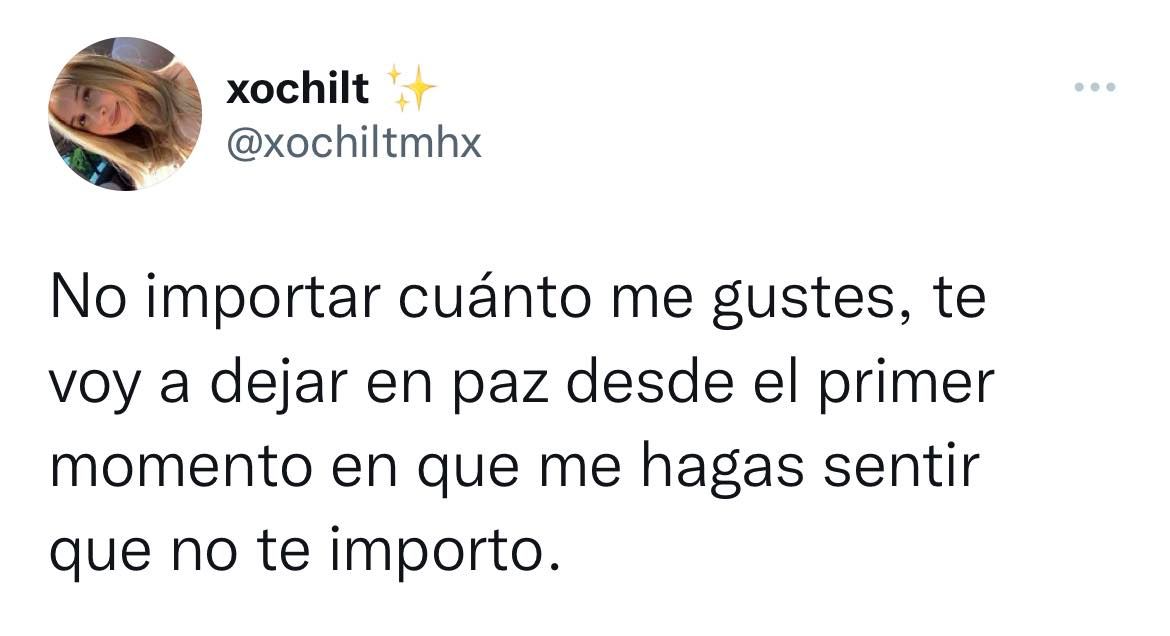 xochilt ✨
@xochiltmhx
No importar cuánto me gustes, te
voy a dejar en paz desde el primer
momento en que me hagas sentir
que no te importo.